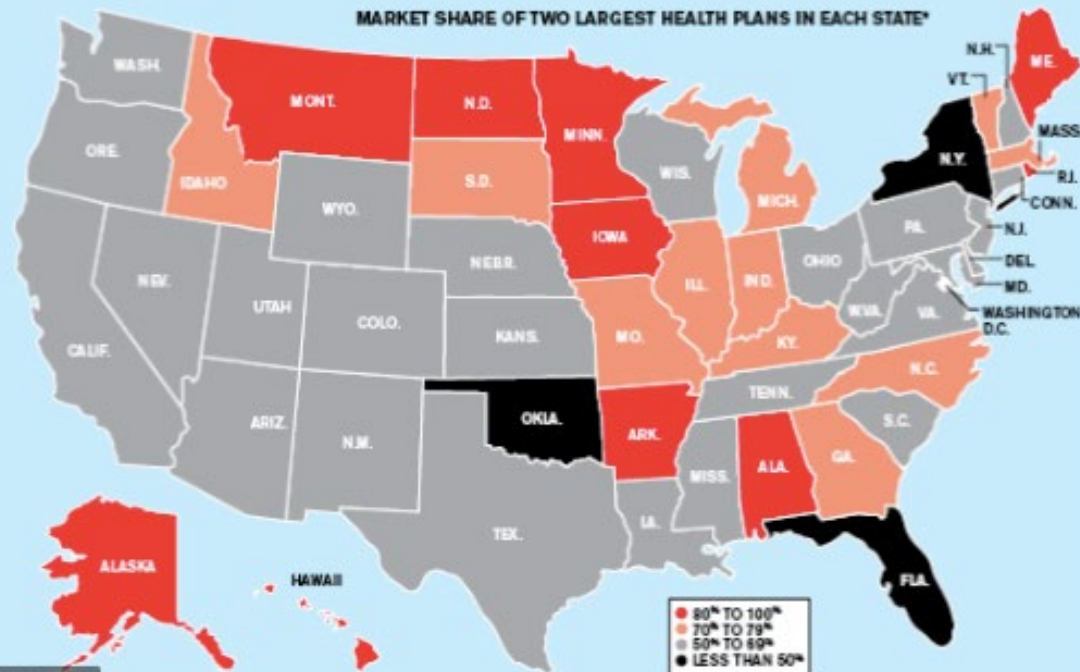 MARKET SHARE OF TWO LARGEST HEALTH PLANS IN EACH STATE*
N.H.
ME.
WASH.
VT.
MONT.
N.D.
MINN.
MASS
ORE.
N.Y.
IDAHO
S.D.
WIS.
R.I.
WYO.
MICH.
CONN.
IOWA
PA.
N.J.
NEBR.
OHIO
DEL
NEV.
ILL.
IND.
MD.
UTAH
COLO.
W.VA.
VA.
WASHINGTON
D.C.
KANS.
MO.
KY.
CALIF.
N.C.
TENN.
OKLA.
ARIZ.
S.C.
ARK.
N.M.
GA.
ALA.
MISS.
LA.
TEX.
ALASKA
HAWAII
FLA.
80% TO 100%
70% TO 79%
50% TO 69%
LESS THAN 50%